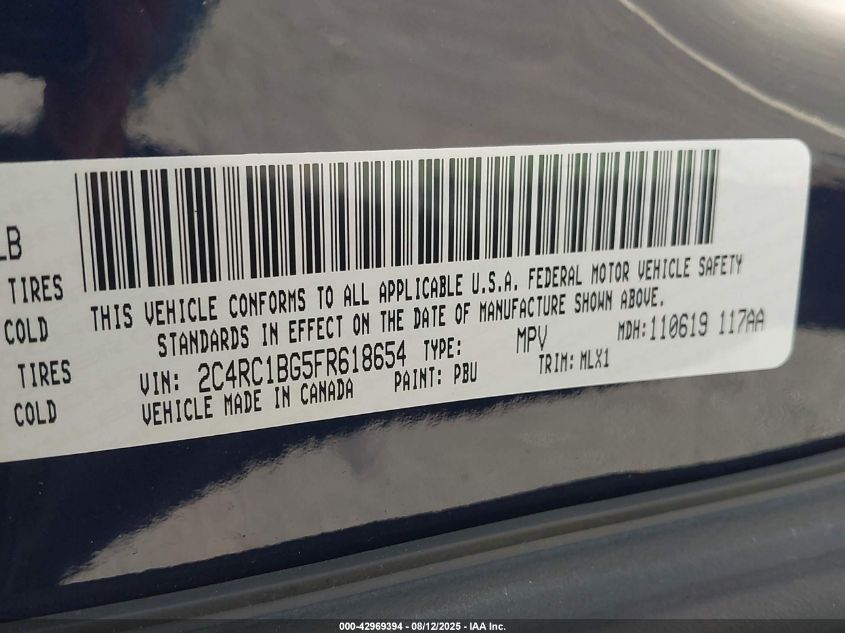 LB
TIRES
COLD
TIRES
COLD
THIS VEHICLE CONFORMS TO ALL APPLICABLE U.S.A. FEDERAL MOTOR VEHICLE SAFETY
STANDARDS IN EFFECT ON THE DATE OF MANUFACTURE SHOWN ABOVE.
VIN: 2C4RC1BG5FR618654 TYPE: MPV MDH:110619 117AA
VEHICLE MADE IN CANADA PAINT: PBU TRIM: MLX1
000-42969394 - 08/12/2025 - IAA Inc.